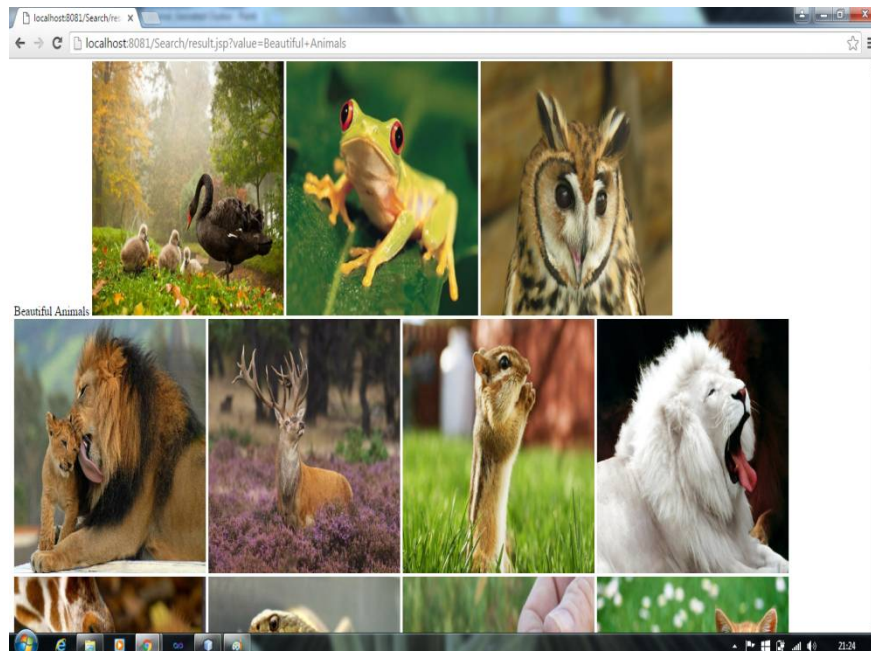 localhost:8081/Search/res
localhost:8081/Search/result.jsp?value=Beautiful+Animals
Beautiful Animals
21:24